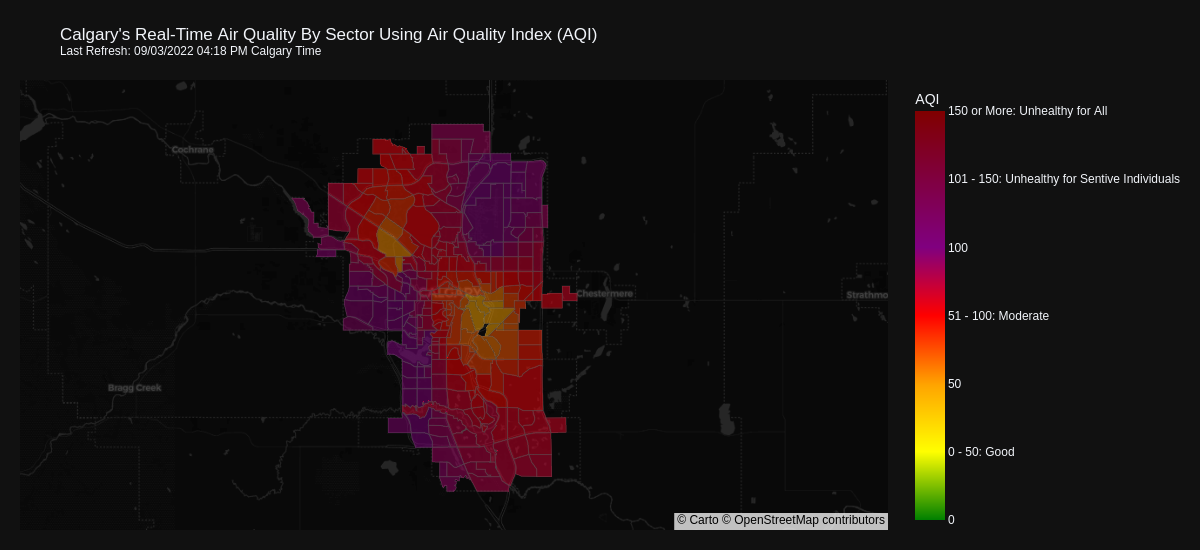 Calgary's Real-Time Air Quality By Sector Using Air Quality Index (AQI)
Last Refresh: 09/03/2022 04:18 PM Calgary Time
AQI
150 or More: Unhealthy for All
101 - 150: Unhealthy for Sentive Individuals
100
51 - 100: Moderate
50
0 - 50: Good
0
Cochrane
CALGARY
Chestermere
Strathmo
Bragg Creek
© Carto © OpenStreetMap contributors